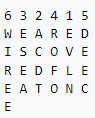 6 3 2 4 1 5
W E A R E D
I S C O V E
R E D F L E
E A T O N C
E